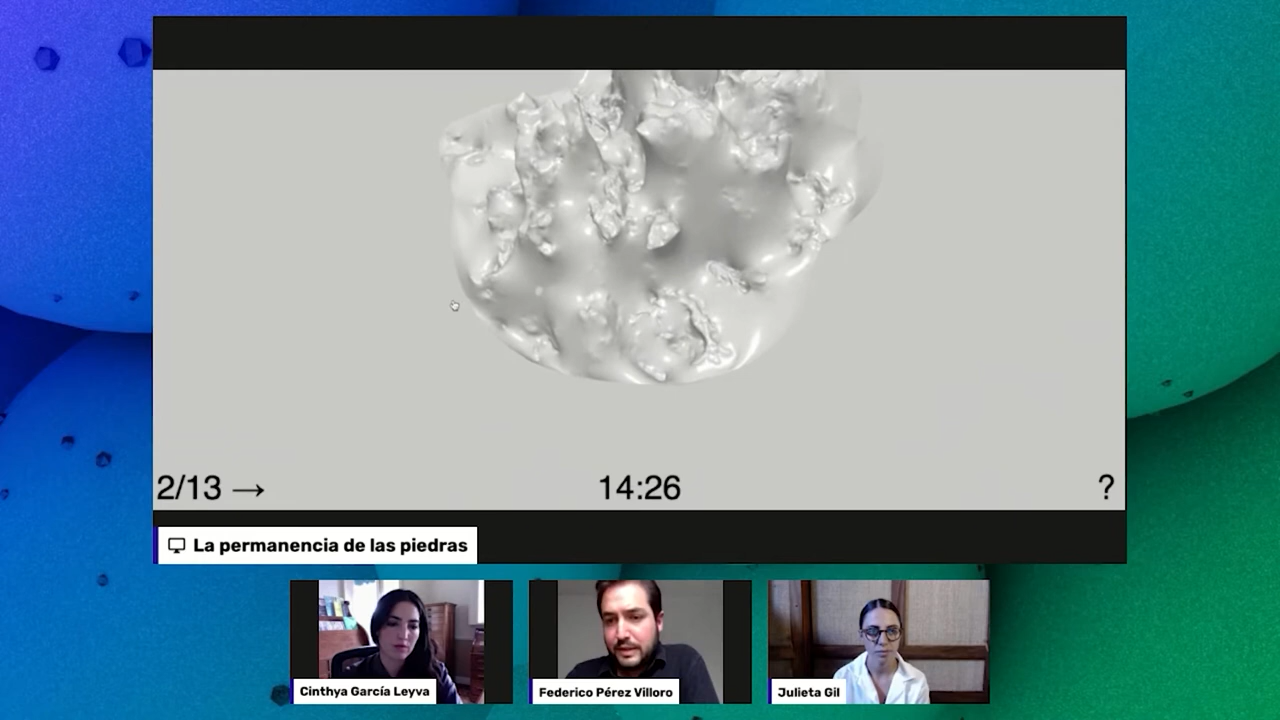 2/13 →
14:26
?
La permanencia de las piedras
Cinthya García Leyva
Federico Pérez Villoro
Julieta Gil